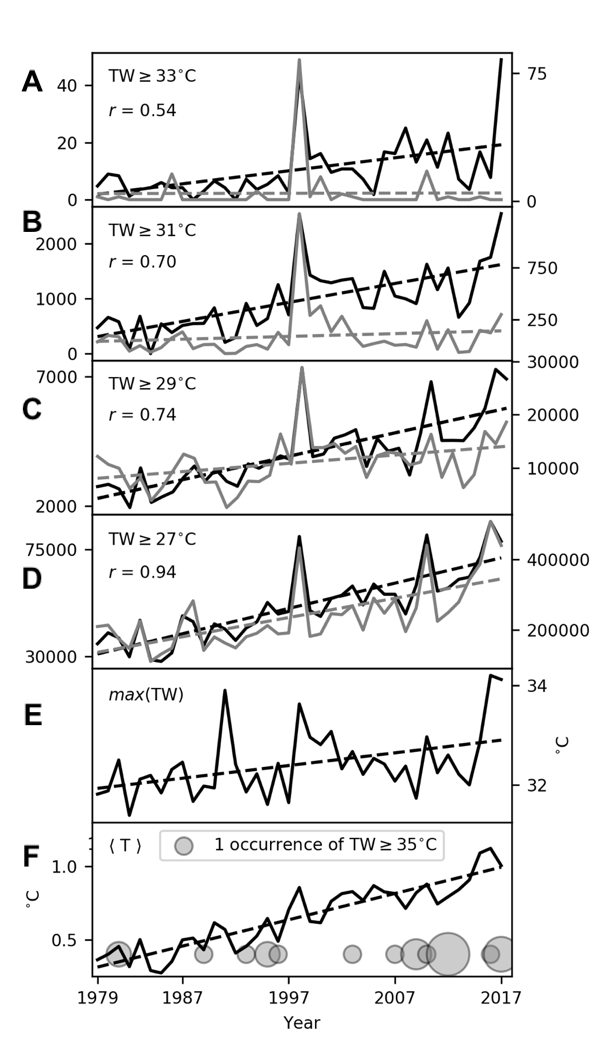 A
TW ≥ 33°C
r = 0.54
40
20
0
75
0
B
TW ≥ 31°C
r = 0.70
2000
1000
0
750
250
C
TW ≥ 29°C
r = 0.74
7000
2000
30000
20000
10000
D
TW ≥ 27°C
r = 0.94
75000
30000
400000
200000
E
max(TW)
34
32
°C
F
⟨ T ⟩
1 occurrence of TW ≥ 35°C
1.0
0.5
°C
1979 1987 1997 2007 2017
Year